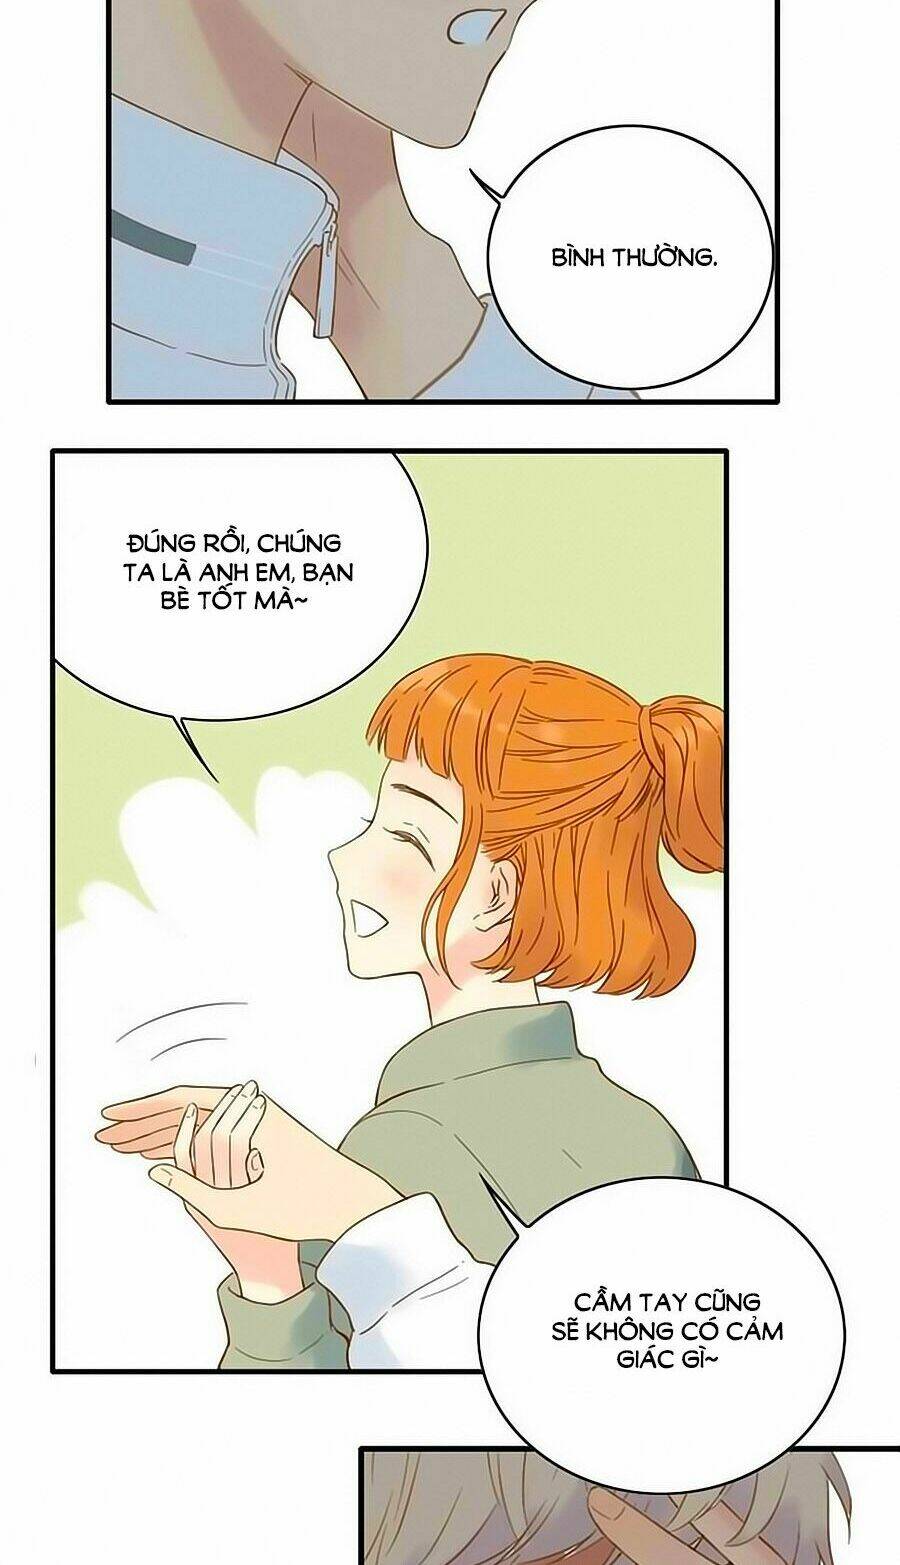 BÌNH THƯỜNG.
ĐÚNG RỒI, CHÚNG
TA LÀ ANH EM, BẠN
BÈ TỐT MÀ~
CẦM TAY CŨNG
SẼ KHÔNG CÓ CẢM
GIÁC GÌ~